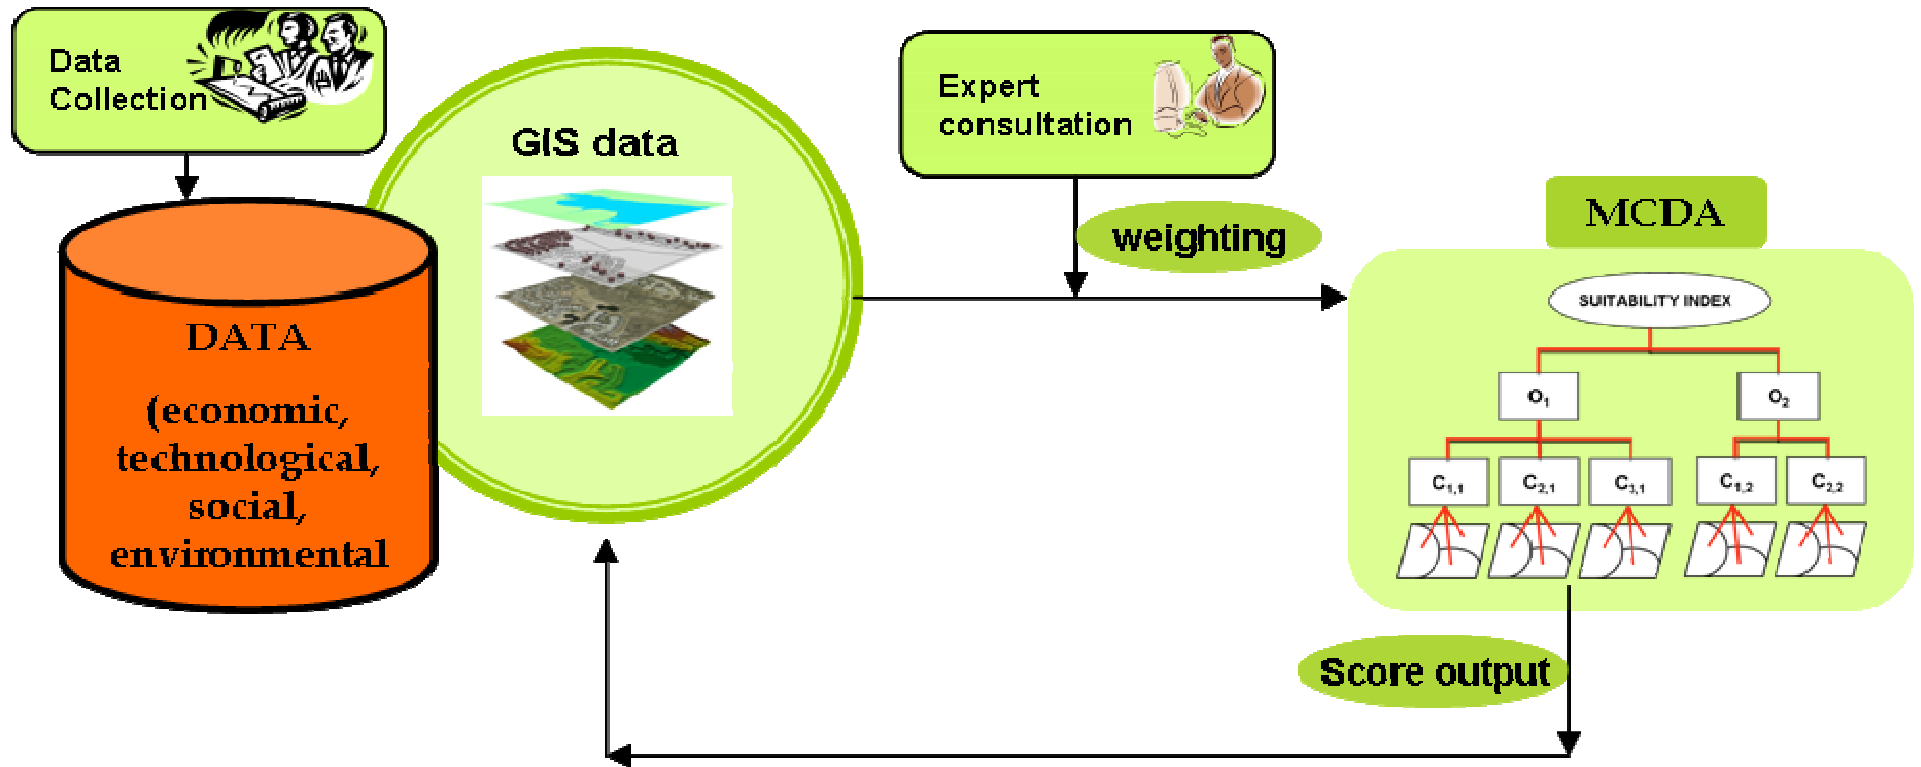 Data
Collection
GIS data
DATA
(economic,
technological,
social,
environmental
Expert
consultation
weighting
MCDA
SUITABILITY INDEX
O1
O2
C1,1
C2,1
C3,1
C1,2
C2,2
Score output